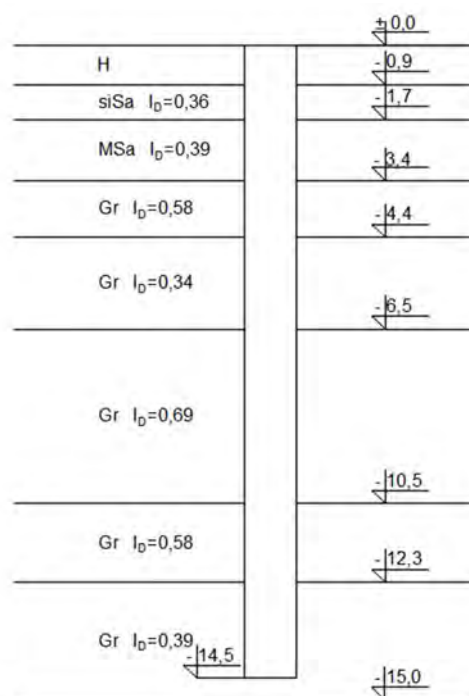 ± 0,0
H
- 0,9
siSa I_D=0,36
- 1,7
MSa I_D=0,39
- 3,4
Gr I_D=0,58
- 4,4
Gr I_D=0,34
- 6,5
Gr I_D=0,69
- 10,5
Gr I_D=0,58
- 12,3
Gr I_D=0,39
- 14,5
- 15,0